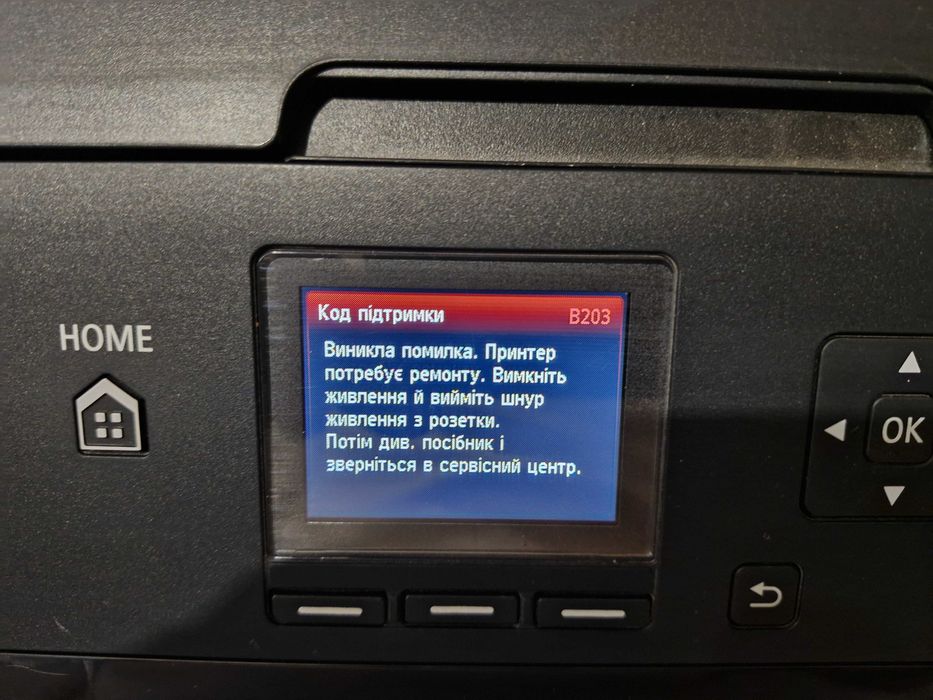 HOME
Код підтримки B203
Виникла помилка. Принтер
потребує ремонту. Вимкніть
живлення й вийміть шнур
живлення з розетки.
Потім див. посібник і
зверніться в сервісний центр.
OK